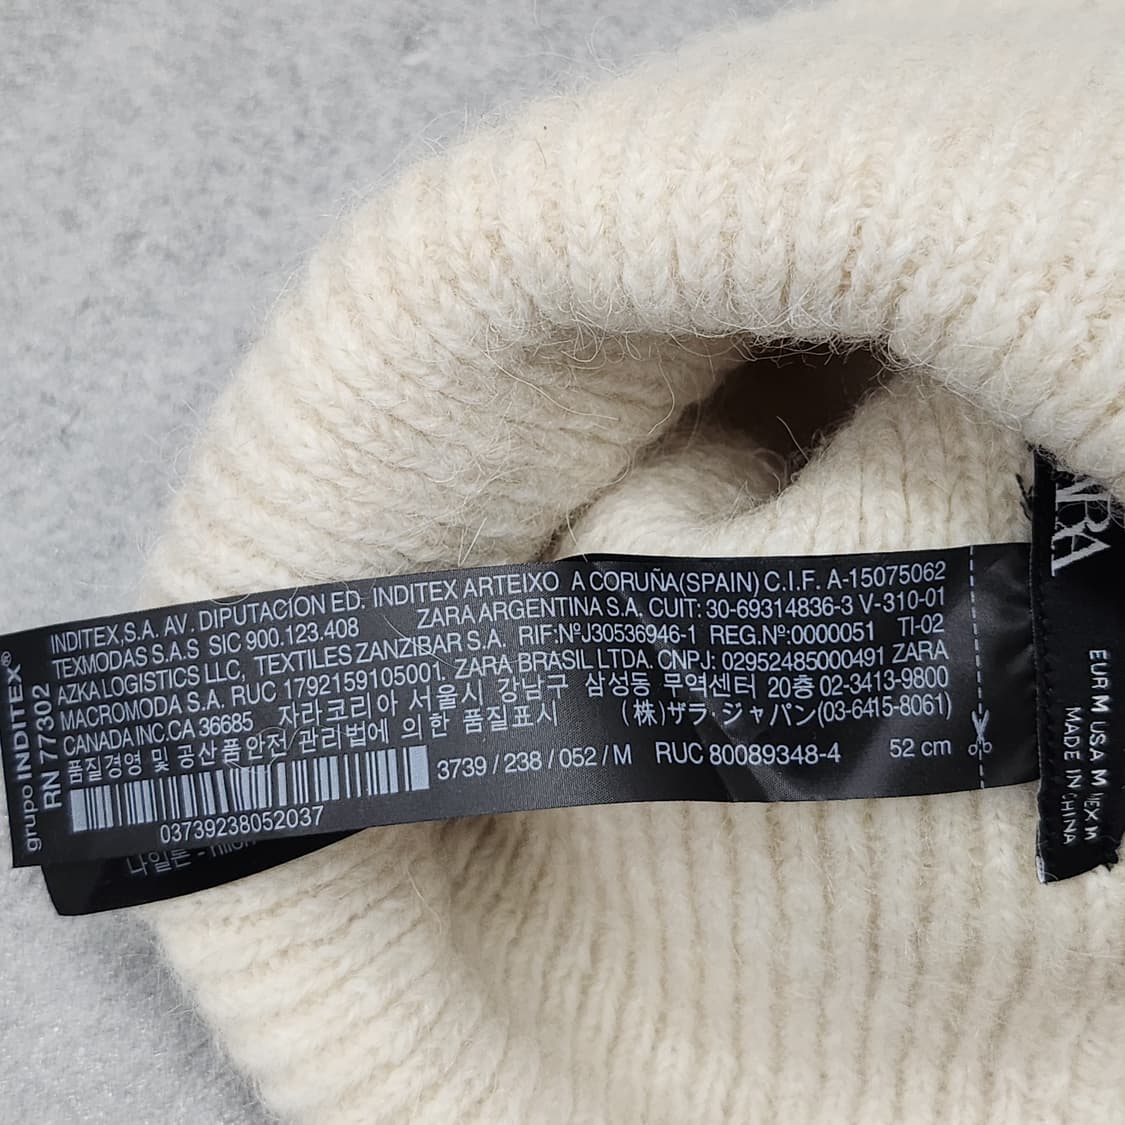 INDITEX,S.A. AV. DIPUTACION ED. INDITEX ARTEIXO A CORUÑA(SPAIN) C.I.F. A-15075062
TEXMODAS S.A.S SIC 900.123.408 ZARA ARGENTINA S.A. CUIT: 30-69314836-3 V-310-01
AZKA LOGISTICS LLC, TEXTILES ZANZIBAR S.A. RIF:NºJ30536946-1 REG.Nº:0000051 TI-02
MACROMODA S.A. RUC 1792159105001. ZARA BRASIL LTDA. CNPJ: 02952485000491 ZARA
CANADA INC.CA 36685 자라코리아 서울시 강남구 삼성동 무역센터 20층 02-3413-9800
품질경영 및 공산품안전 관리법에 의한 품질표시 (株)ザラ・ジャパン(03-6415-8061)
3739 / 238 / 052 / M RUC 80089348-4 52 cm
03739238052037
grupo INDITEX®
RN 77302
나일론 -
ZARA
EUR M USA M MEX M
MADE IN CHINA